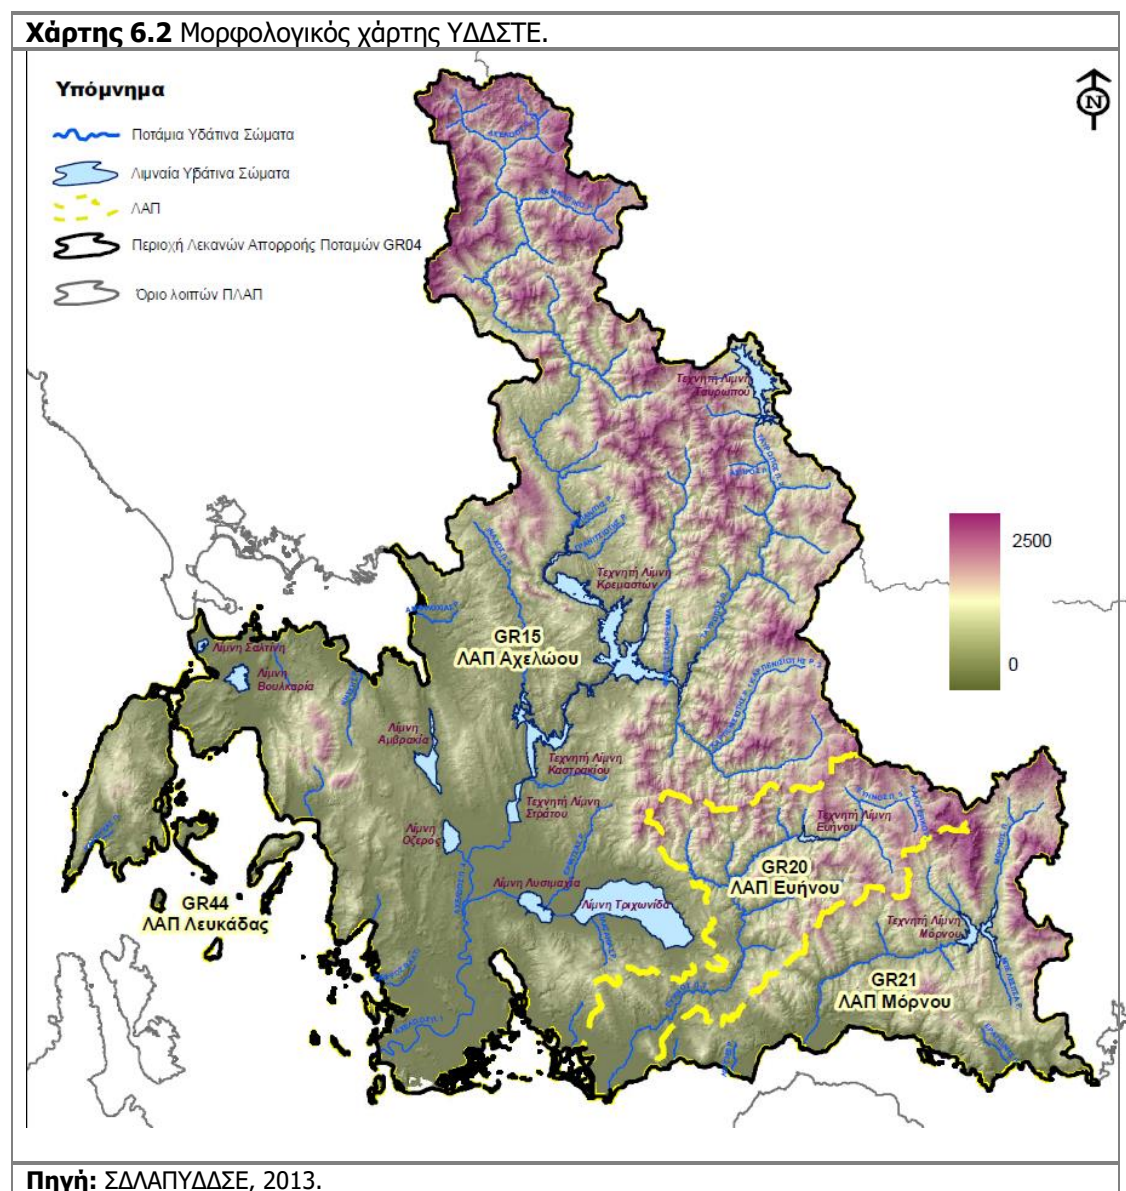 Χάρτης 6.2 Μορφολογικός χάρτης ΥΔΔΣΤΕ.
Υπόμνημα
Ποτάμια Υδάτινα Σώματα
Λιμναία Υβάτινα Σώματα
ΛΑΠ
Περιοχή Λεκανών Απορροής Ποταμών GR04
Όριο λοιπών ΠΛΑΠ
N
Τεχνητή Λίμνη
Ταυρωπού
2500
0
Τεχνητή Λίμνη
Κρεμαστών
GR15
ΛΑΠ Αχελώου
Λίμνη Σαλτίνη
Λίμνη
Βουλκαρία
Λίμνη
Αμβρακία
Τεχνητή Λίμνη
Καστρακίου
Τεχνητή Λίμνη
Στράτου
Λίμνη
Οζερός
Τεχνητή Λίμνη
Ευήνου
GR20
ΛΑΠ Ευήνου
Λίμνη Λυσιμαχία
Λίμνη Τριχωνίδα
GR44
ΛΑΠ Λευκάδας
Τεχνητή Λίμνη
Μόρνου
GR21
ΛΑΠ Μόρνου
Πηγή: ΣΔΛΑΠΥΔΔΣΕ, 2013.